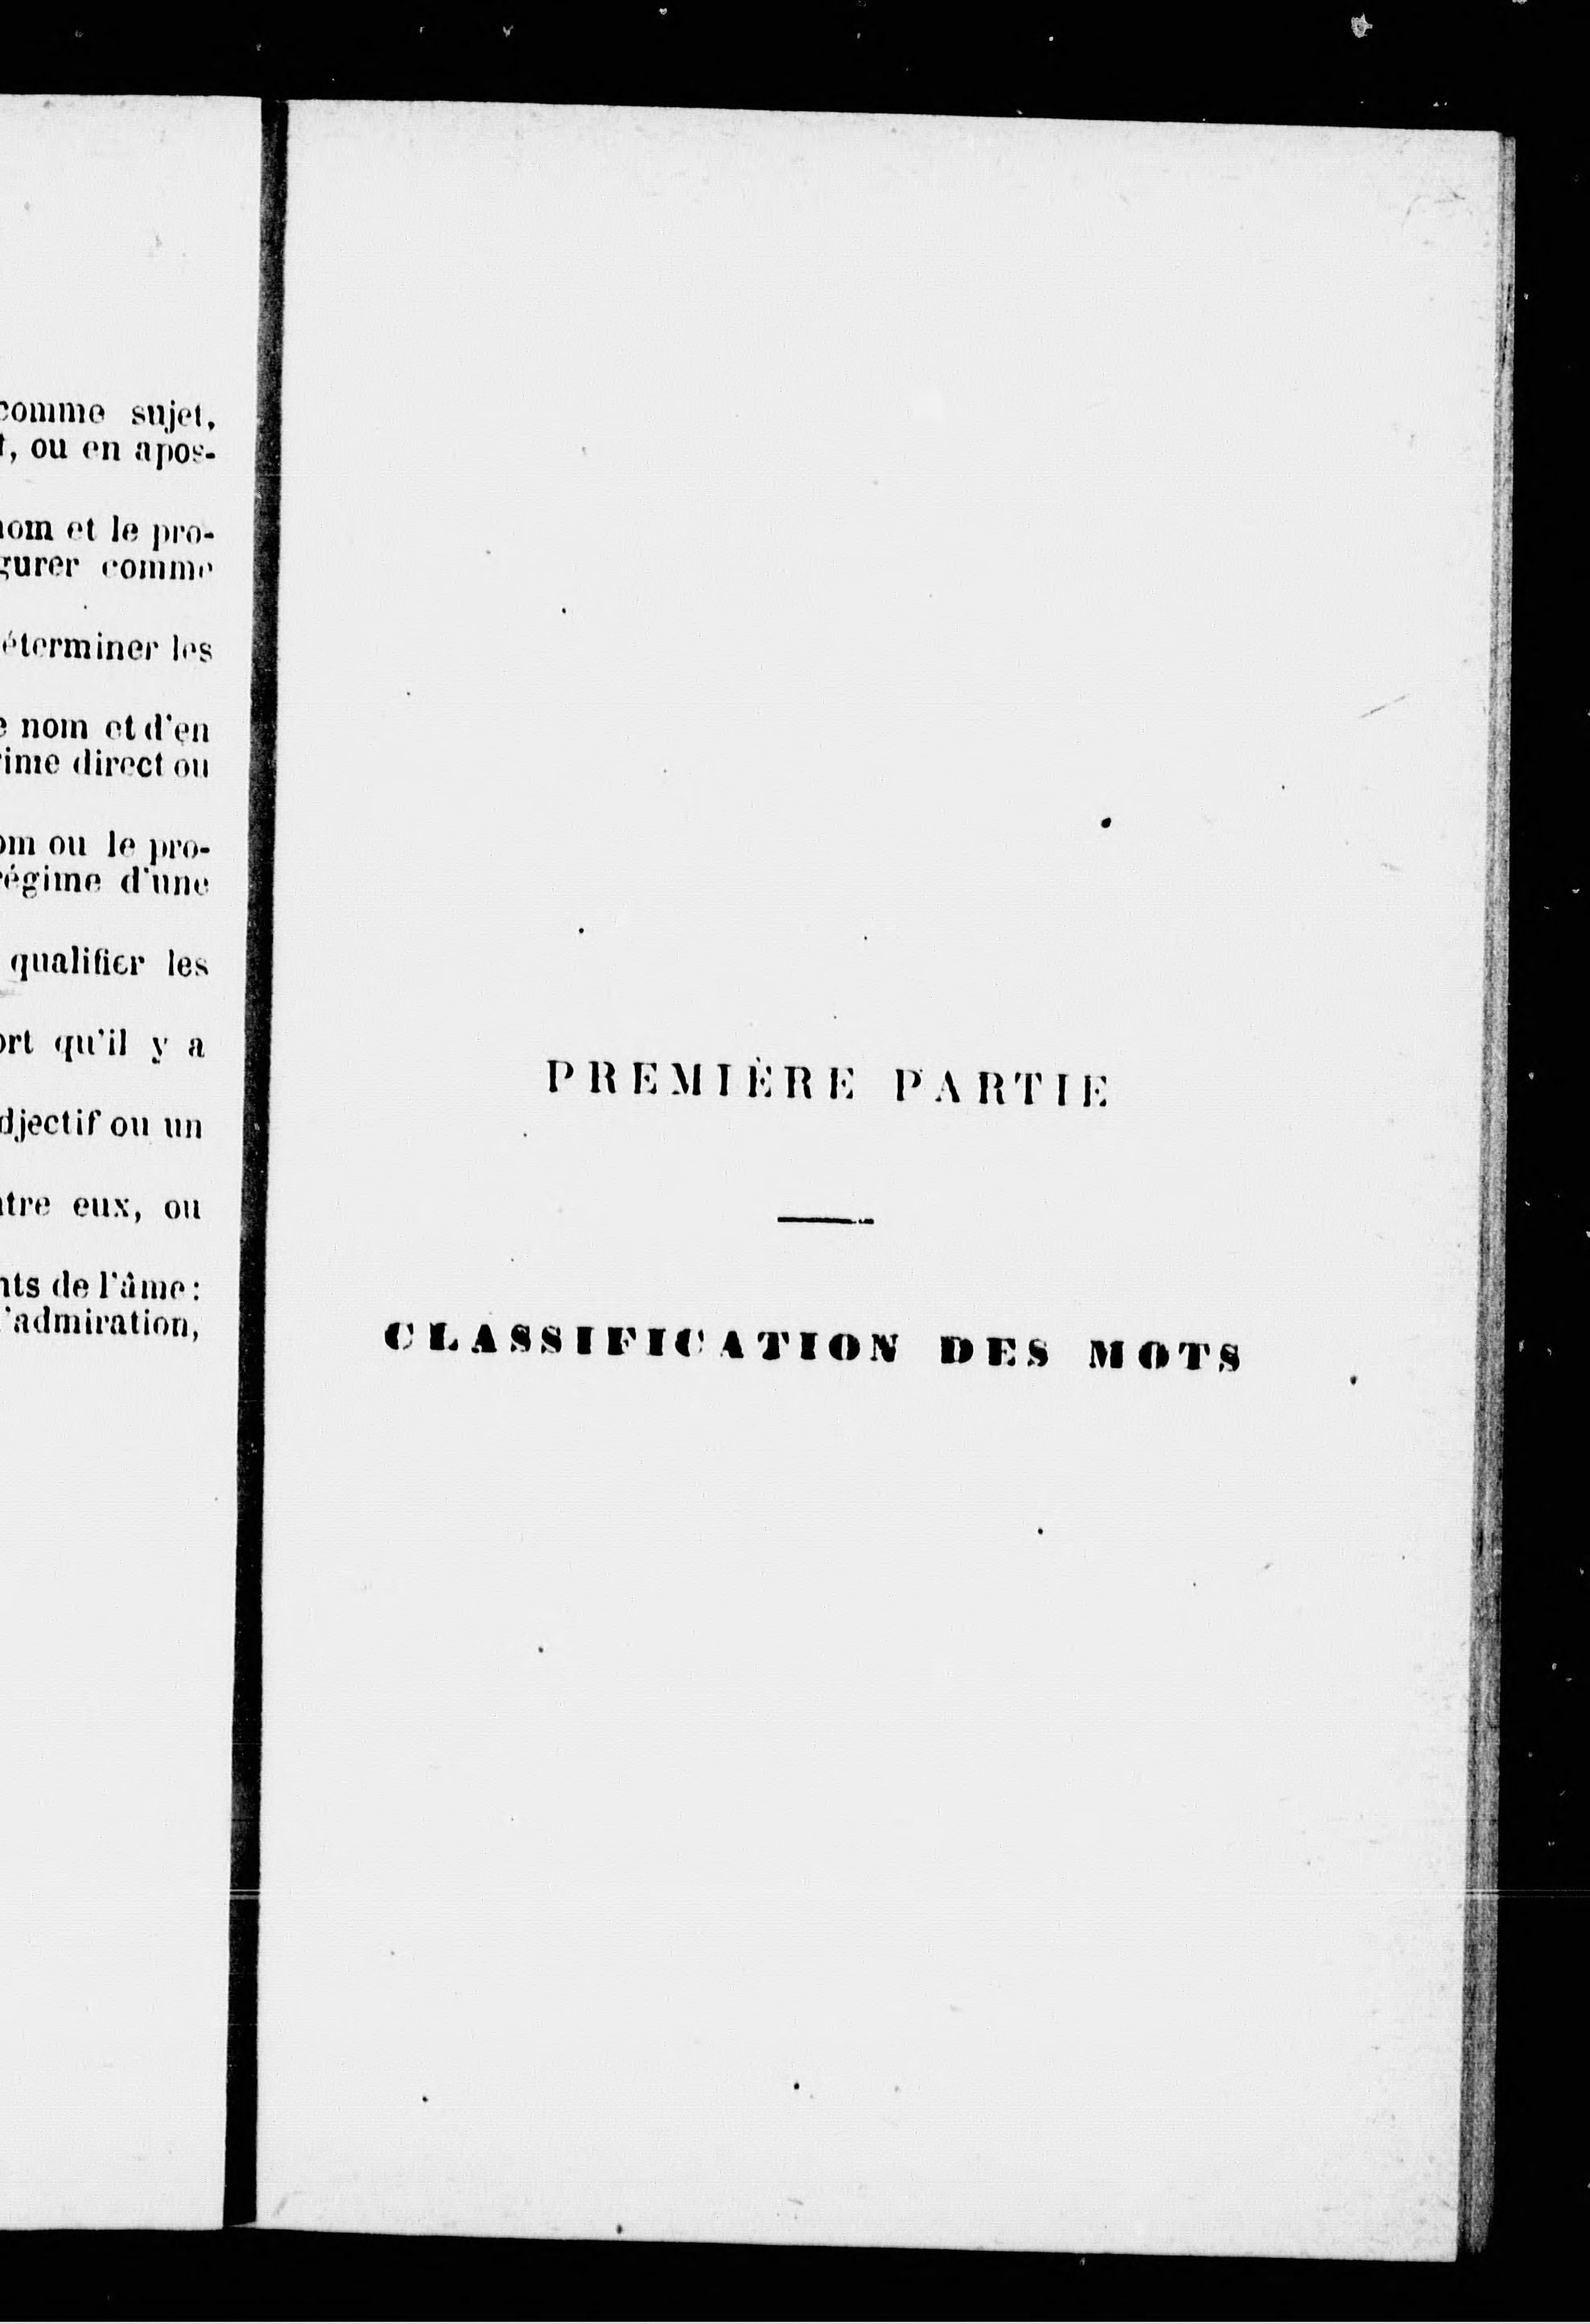 comme sujet,
t, ou en apos-
nom et le pro-
gurer comme
éterminer les
e nom et d'en
ime direct ou
om ou le pro-
régime d'une
qualifier les
ort qu'il y a
djectif ou un
ntre eux, ou
nts de l'âme:
l'admiration,
PREMIÈRE PARTIE
CLASSIFICATION DES MOTS